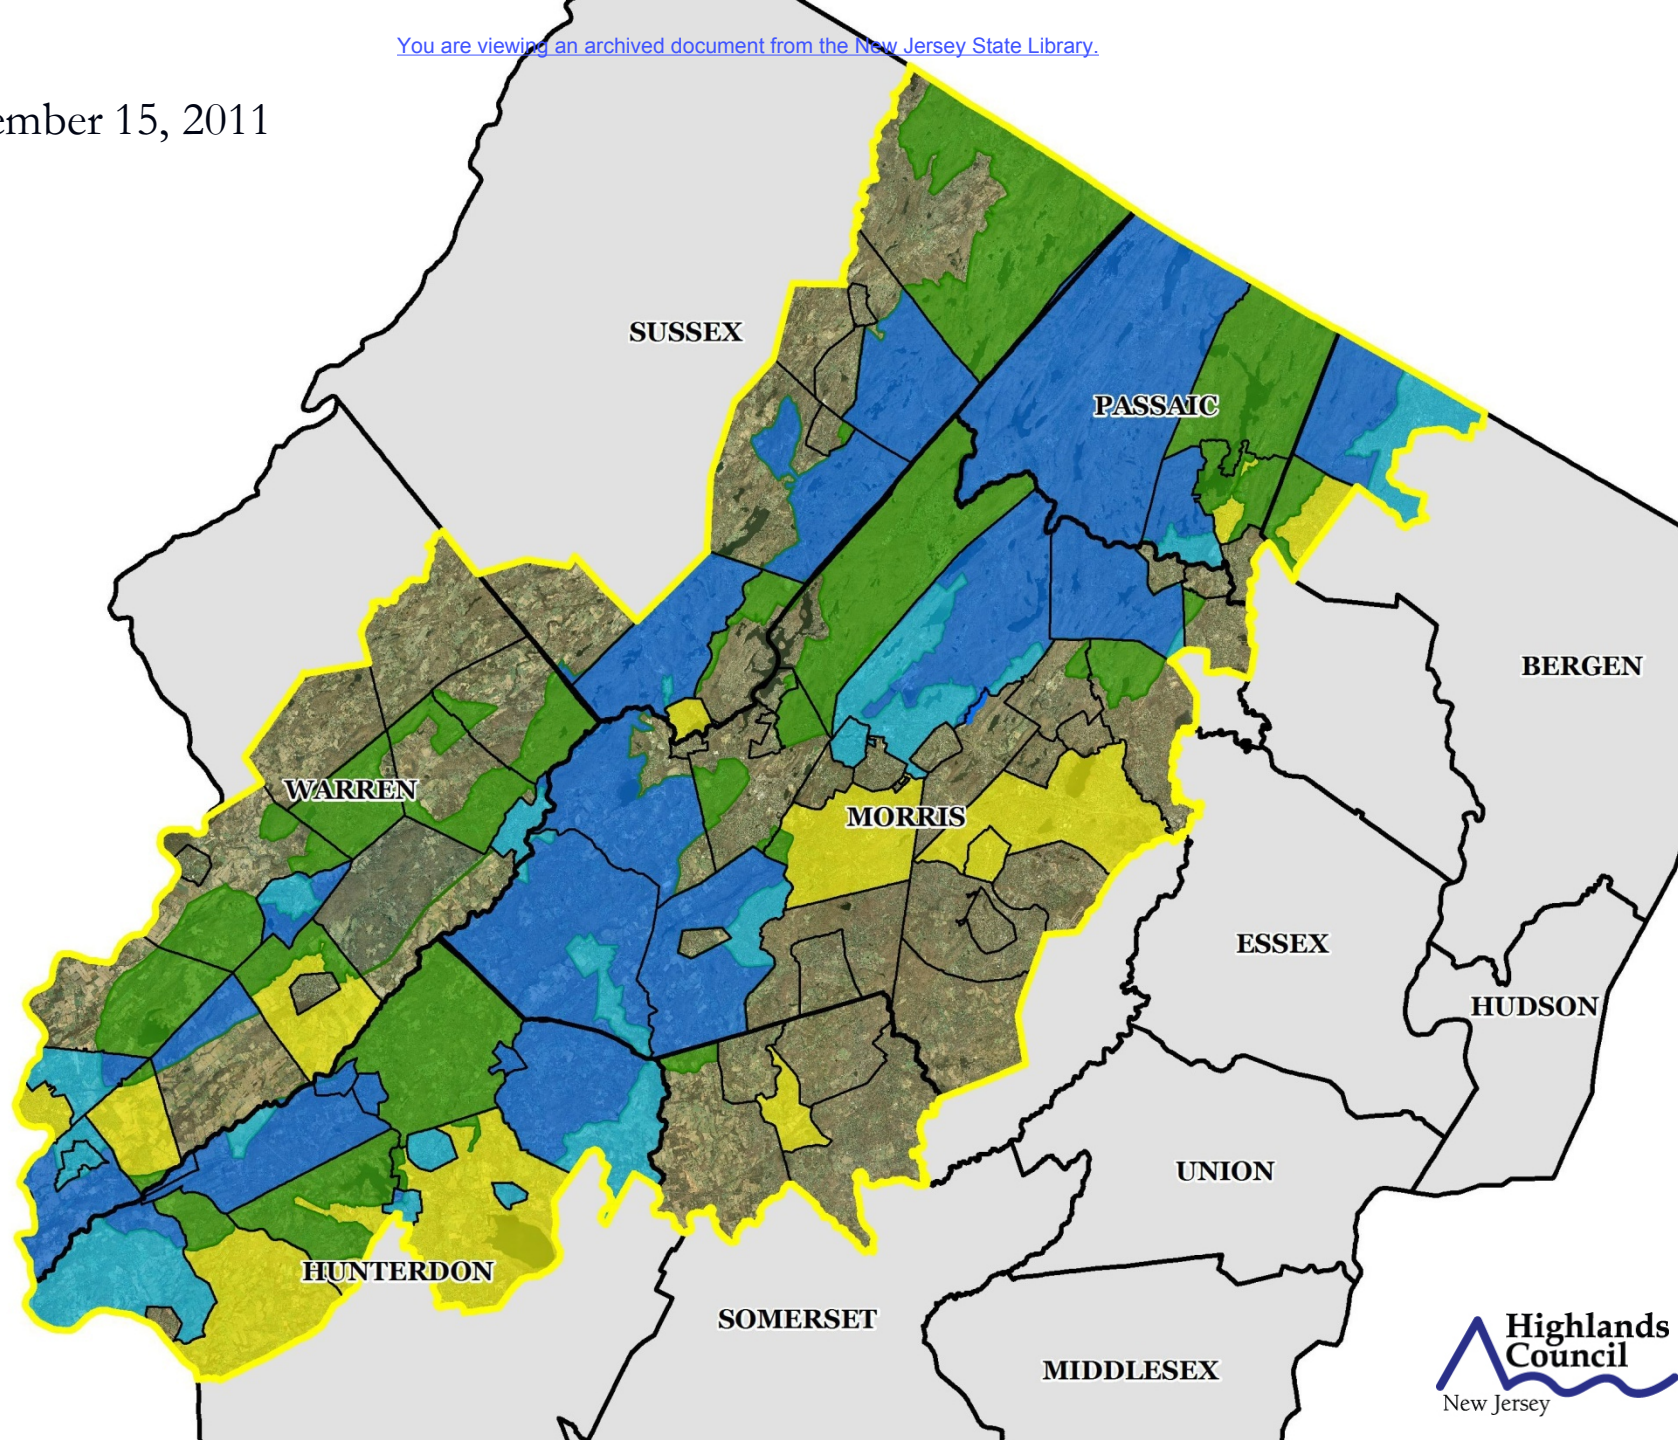 You are viewing an archived document from the New Jersey State Library.
ember 15, 2011
SUSSEX
PASSAIC
BERGEN
WARREN
MORRIS
ESSEX
HUDSON
UNION
HUNTERDON
SOMERSET
MIDDLESEX
Highlands
Council
New Jersey